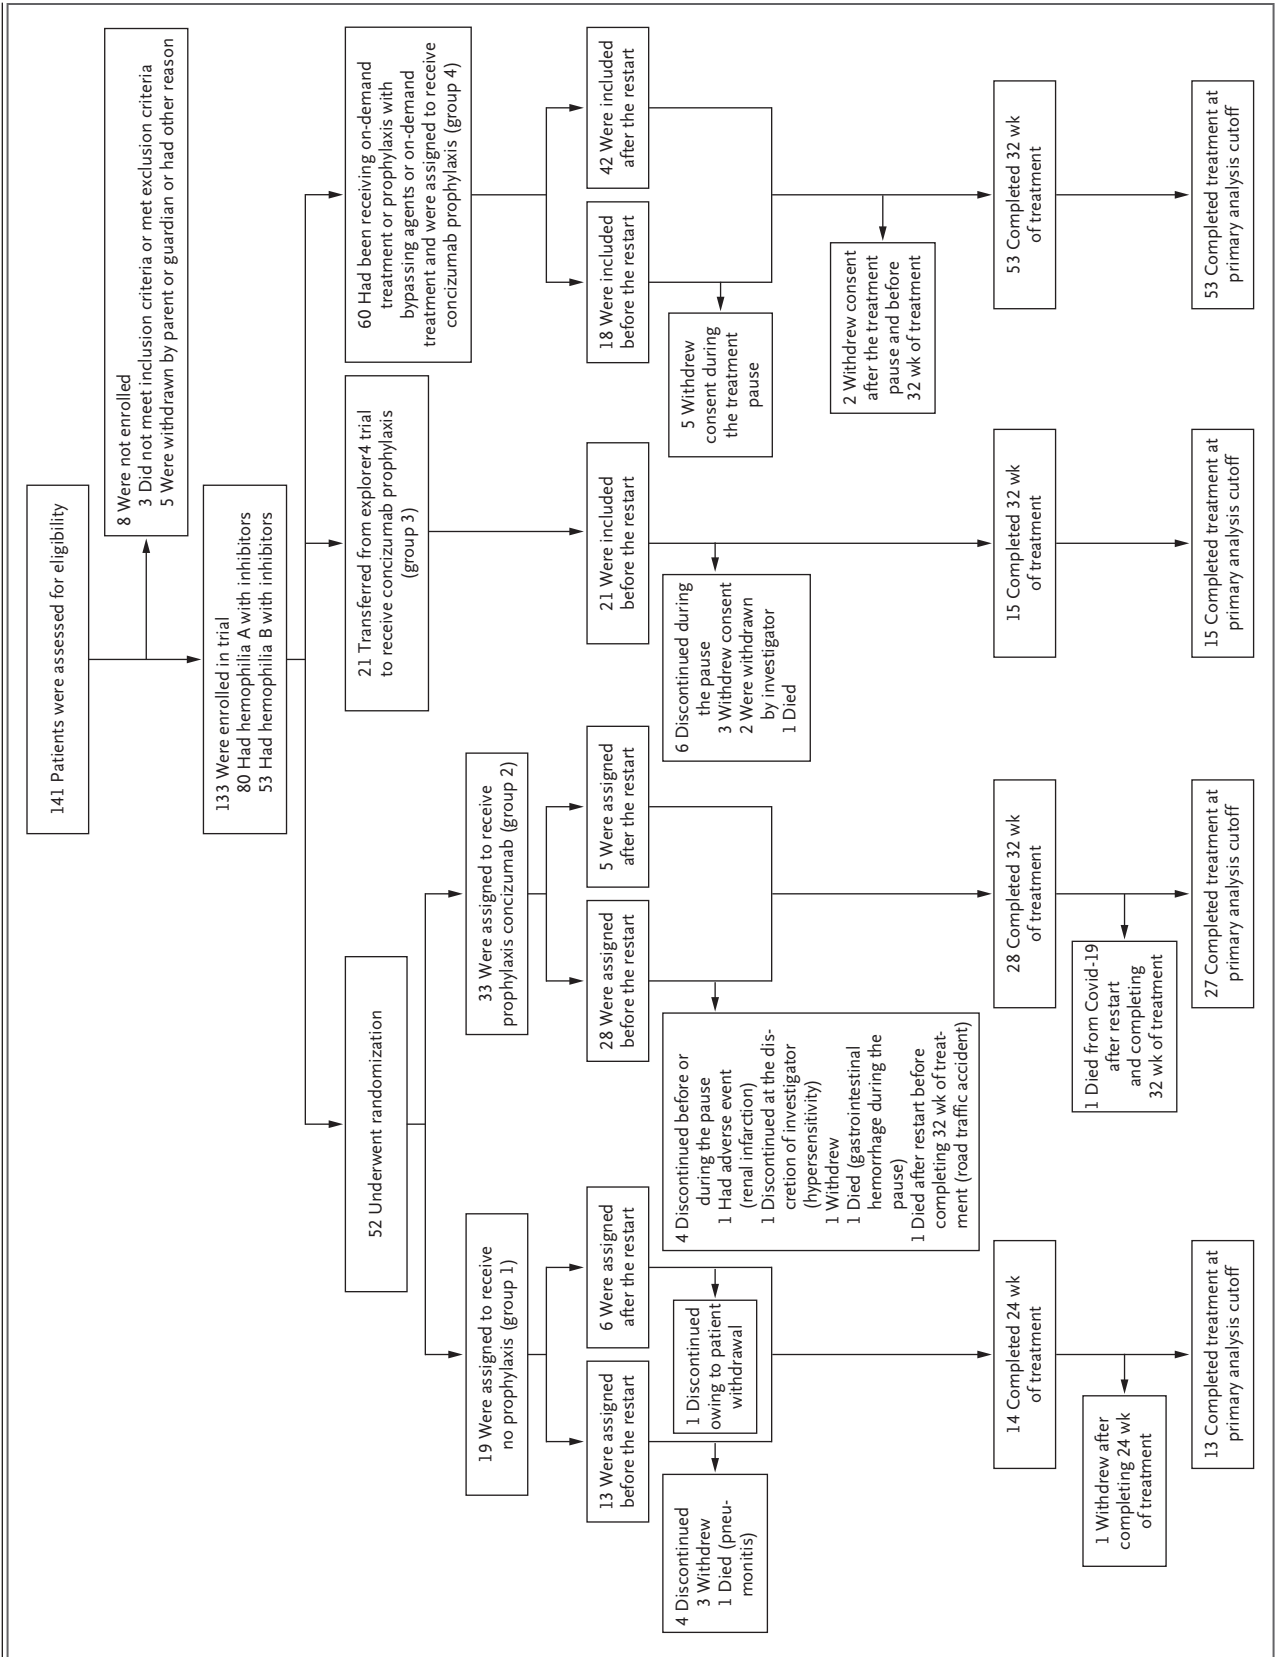 141 Patients were assessed for eligibility
8 Were not enrolled
3 Did not meet inclusion criteria or met exclusion criteria
5 Were withdrawn by parent or guardian or had other reason
133 Were enrolled in trial
80 Had hemophilia A with inhibitors
53 Had hemophilia B with inhibitors
52 Underwent randomization
21 Transferred from explorer4 trial
to receive concizumab prophylaxis
(group 3)
60 Had been receiving on-demand
treatment or prophylaxis with
bypassing agents or on-demand
treatment and were assigned to receive
concizumab prophylaxis (group 4)
19 Were assigned to receive
no prophylaxis (group 1)
33 Were assigned to receive
prophylaxis concizumab (group 2)
13 Were assigned
before the restart
6 Were assigned
after the restart
28 Were assigned
before the restart
5 Were assigned
after the restart
21 Were included
before the restart
18 Were included
before the restart
42 Were included
after the restart
4 Discontinued
3 Withdrew
1 Died (pneu-
monitis)
1 Discontinued
owing to patient
withdrawal
4 Discontinued before or
during the pause
1 Had adverse event
(renal infarction)
1 Discontinued at the dis-
cretion of investigator
(hypersensitivity)
1 Withdrew
1 Died (gastrointestinal
hemorrhage during the
pause)
1 Died after restart before
completing 32 wk of treat-
ment (road traffic accident)
6 Discontinued during
the pause
3 Withdrew consent
2 Were withdrawn
by investigator
1 Died
5 Withdrew
consent during
the treatment
pause
2 Withdrew consent
after the treatment
pause and before
32 wk of treatment
14 Completed 24 wk
of treatment
28 Completed 32 wk
of treatment
15 Completed 32 wk
of treatment
53 Completed 32 wk
of treatment
1 Withdrew after
completing 24 wk
of treatment
1 Died from Covid-19
after restart
and completing
32 wk of treatment
13 Completed treatment at
primary analysis cutoff
27 Completed treatment at
primary analysis cutoff
15 Completed treatment at
primary analysis cutoff
53 Completed treatment at
primary analysis cutoff